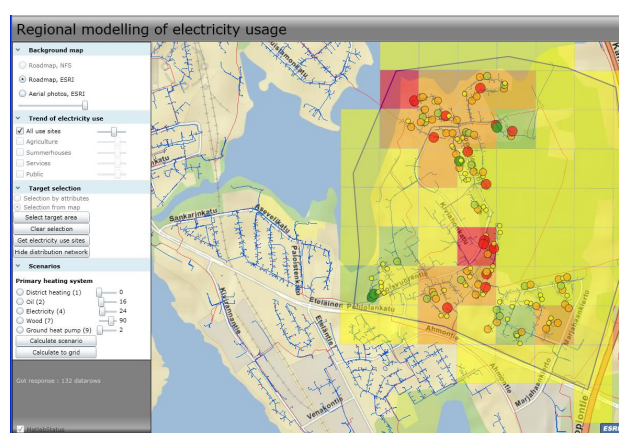 Regional modelling of electricity usage
Background map
Roadmap, NFS
Roadmap, ESRI
Aerial photos, ESRI
Trend of electricity use
All use sites
Agriculture
Summerhouses
Services
Public
Target selection
Selection by attributes
Selection from map
Select target area
Clear selection
Get electricity use sites
Hide distribution network
Scenarios
Primary heating system
District heating (1) 0
Oil (2) 16
Electricity (4) 24
Wood (7) 90
Ground heat pump (9) 2
Calculate scenario
Calculate to grid
Got response : 132 datarows
Sankarinkatu
Asevelikatu
Eteläinen
Ahmontie
Ahmontie
Venakontie
Marjahaankierto
ESRI